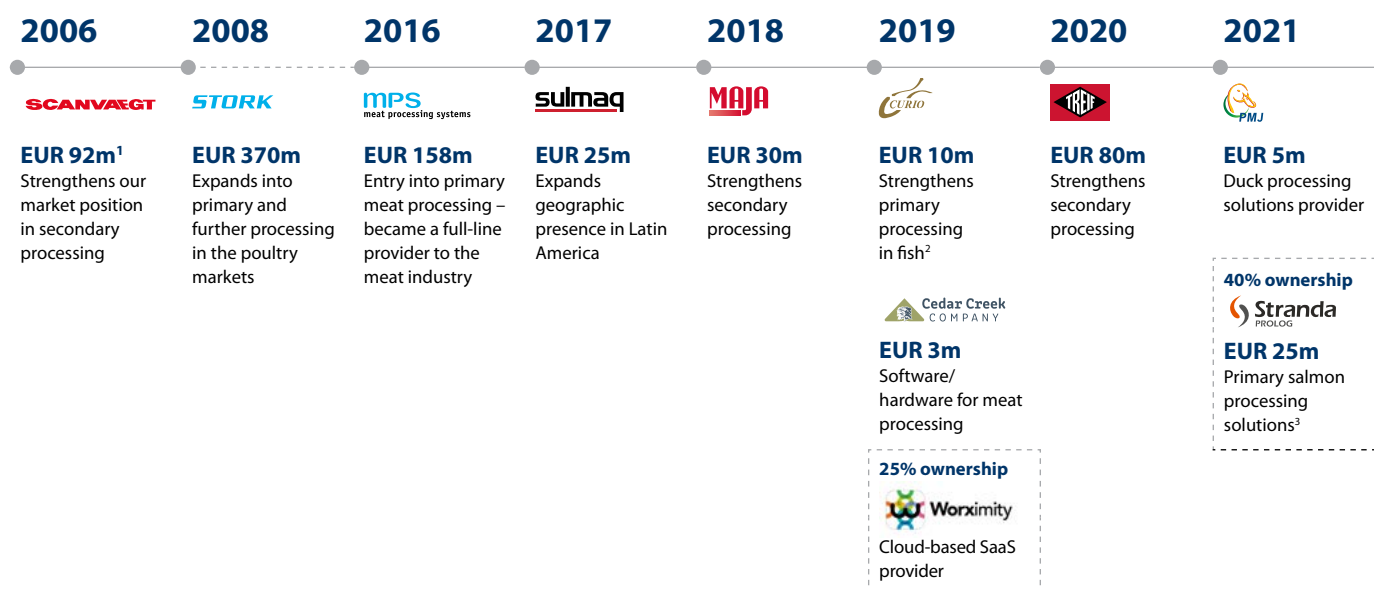 2006
SCANVAEGT
EUR 92m¹
Strengthens our
market position
in secondary
processing
2008
STORK
EUR 370m
Expands into
primary and
further processing
in the poultry
markets
2016
mps
meat processing systems
EUR 158m
Entry into primary
meat processing –
became a full-line
provider to the
meat industry
2017
sulmaq
EUR 25m
Expands
geographic
presence in Latin
America
2018
MAJA
EUR 30m
Strengthens
secondary
processing
2019
CURIO
EUR 10m
Strengthens
primary
processing
in fish²
Cedar Creek
COMPANY
EUR 3m
Software/
hardware for meat
processing
25% ownership
Worximity
Cloud-based SaaS
provider
2020
TREIF
EUR 80m
Strengthens
secondary
processing
2021
PMJ
EUR 5m
Duck processing
solutions provider
40% ownership
Stranda
PROLOG
EUR 25m
Primary salmon
processing
solutions³